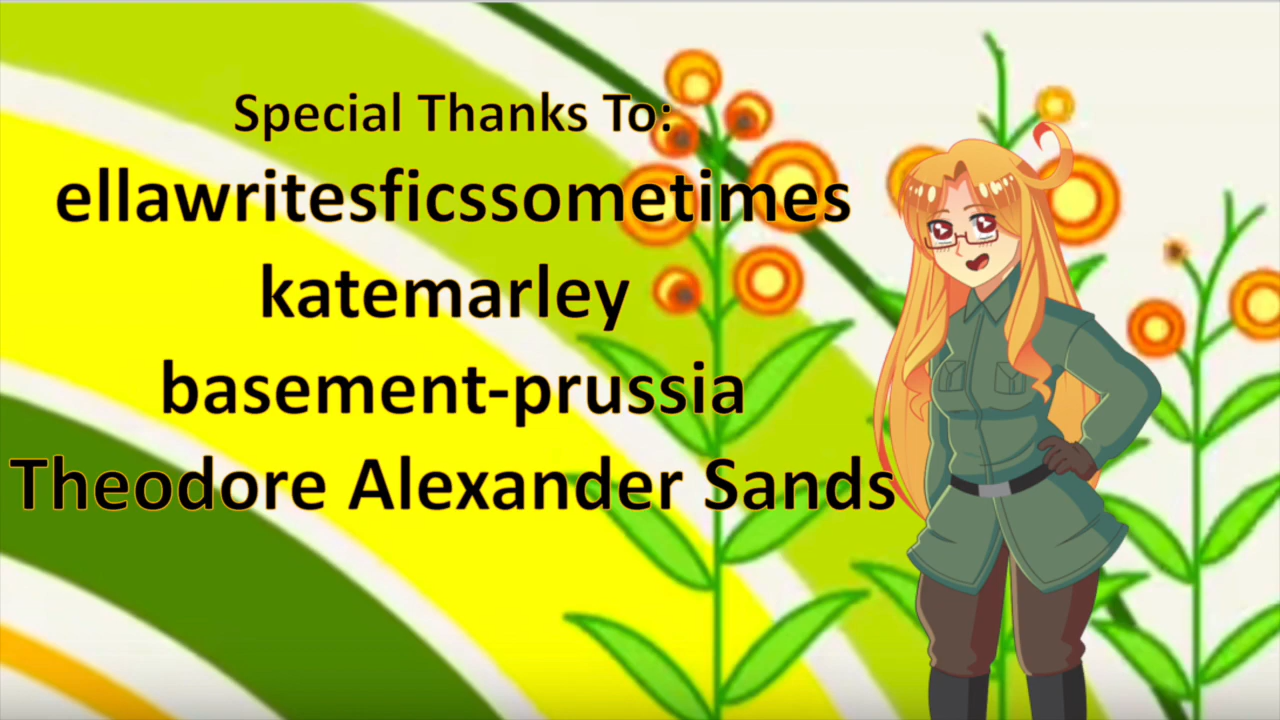 Special Thanks To:
ellawritesficssometimes
katemarley
basement-prussia
Theodore Alexander Sands